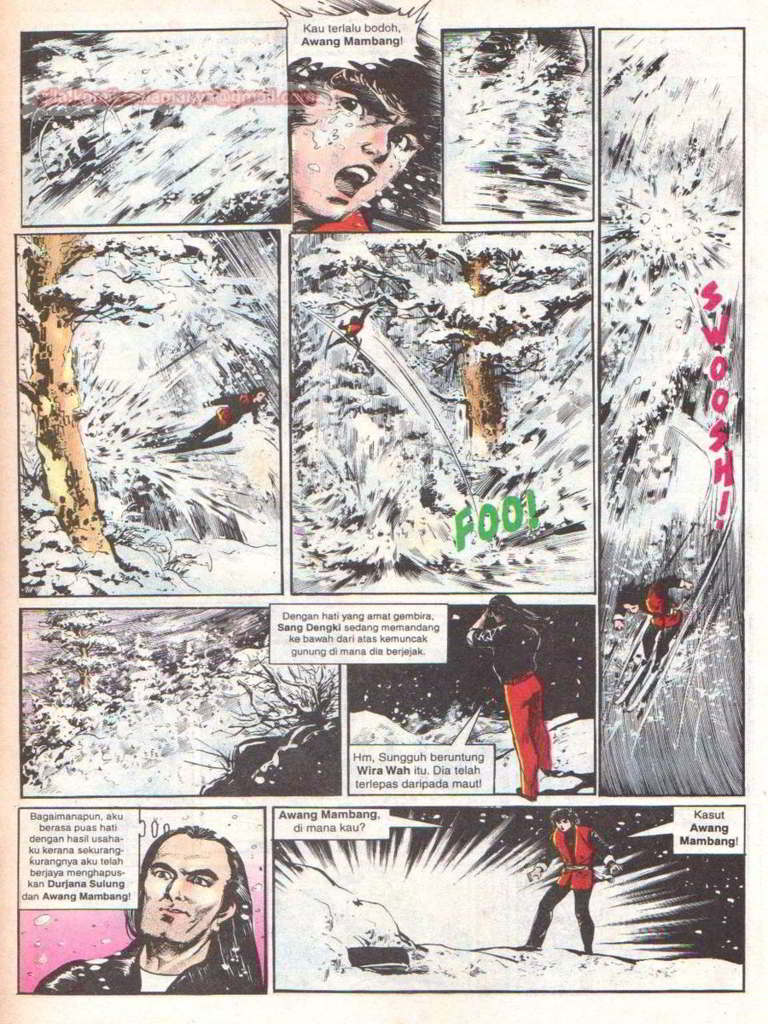 Kau terlalu bodoh,
Awang Mambang!
SWOOSH!
FOO!
Dengan hati yang amat gembira,
Sang Dengki sedang memandang
ke bawah dari atas kemuncak
gunung di mana dia berjejak.
Hm, Sungguh beruntung
Wira Wah itu. Dia telah
terlepas daripada maut!
Bagaimanapun, aku
berasa puas hati
dengan hasil usaha-
ku kerana sekurang-
kurangnya aku telah
berjaya menghapus-
kan Durjana Sulung
dan Awang Mambang!
Awang Mambang,
di mana kau?
Kasut
Awang
Mambang!